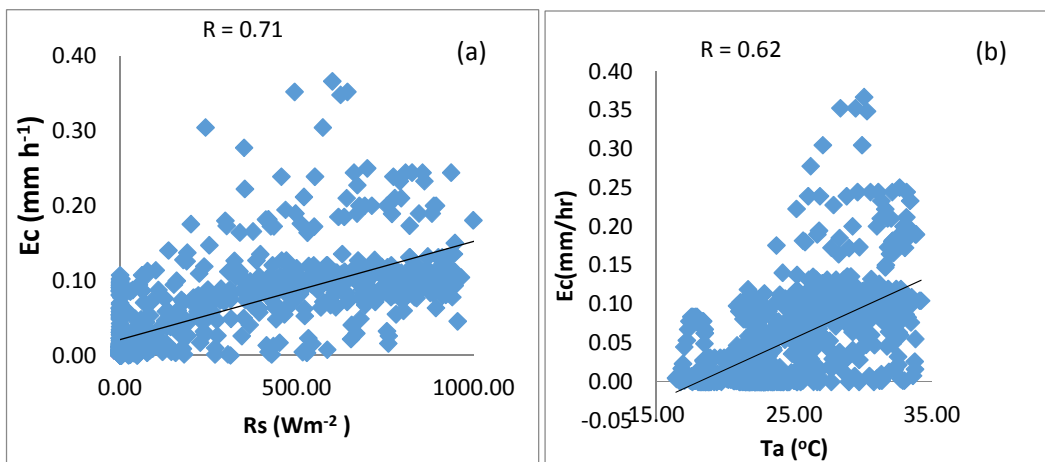 R = 0.71
(a)
0.40
0.30
0.20
0.10
0.00
Ec (mm h⁻¹)
0.00 500.00 1000.00
Rs (Wm⁻² )
R = 0.62
(b)
0.40
0.35
0.30
0.25
0.20
0.15
0.10
0.05
0.00
-0.05
Ec(mm/hr)
15.00 25.00 35.00
Ta (ºC)